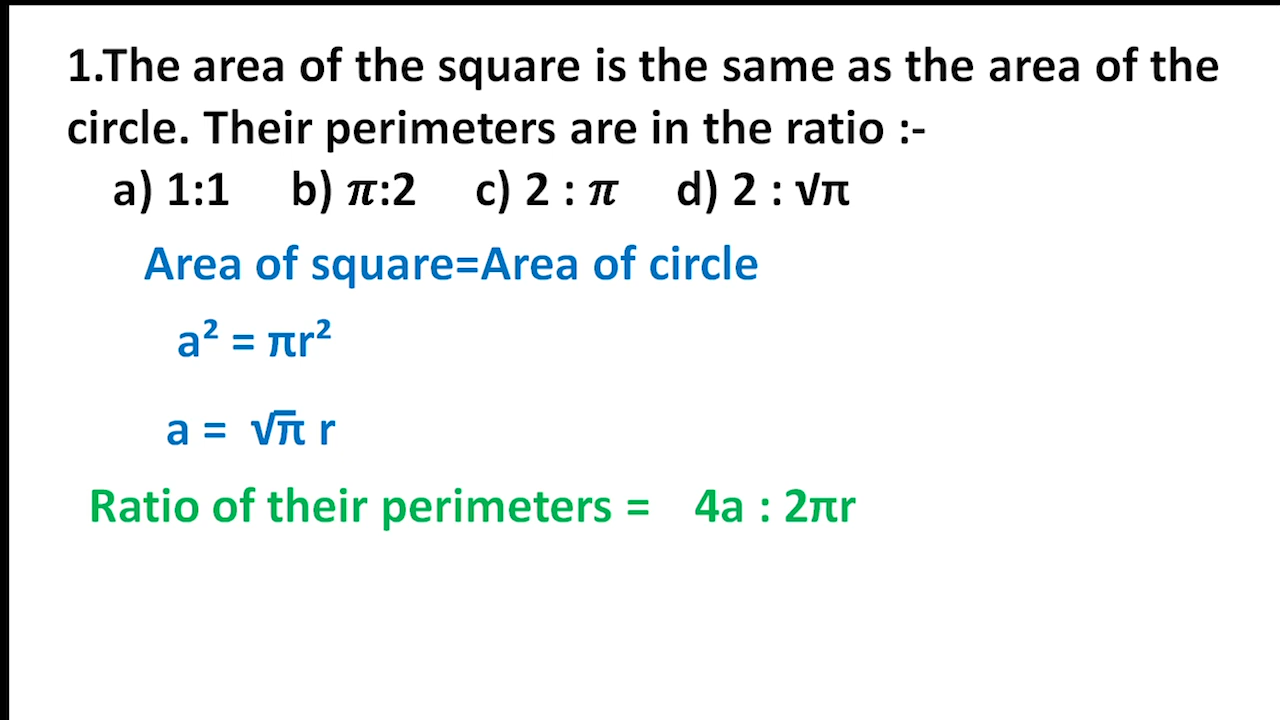 1.The area of the square is the same as the area of the
circle. Their perimeters are in the ratio :-
a) 1:1 b) 𝝅:2 c) 2 : 𝝅 d) 2 : √π
Area of square=Area of circle
a² = πr²
a = √π̅ r
Ratio of their perimeters = 4a : 2πr